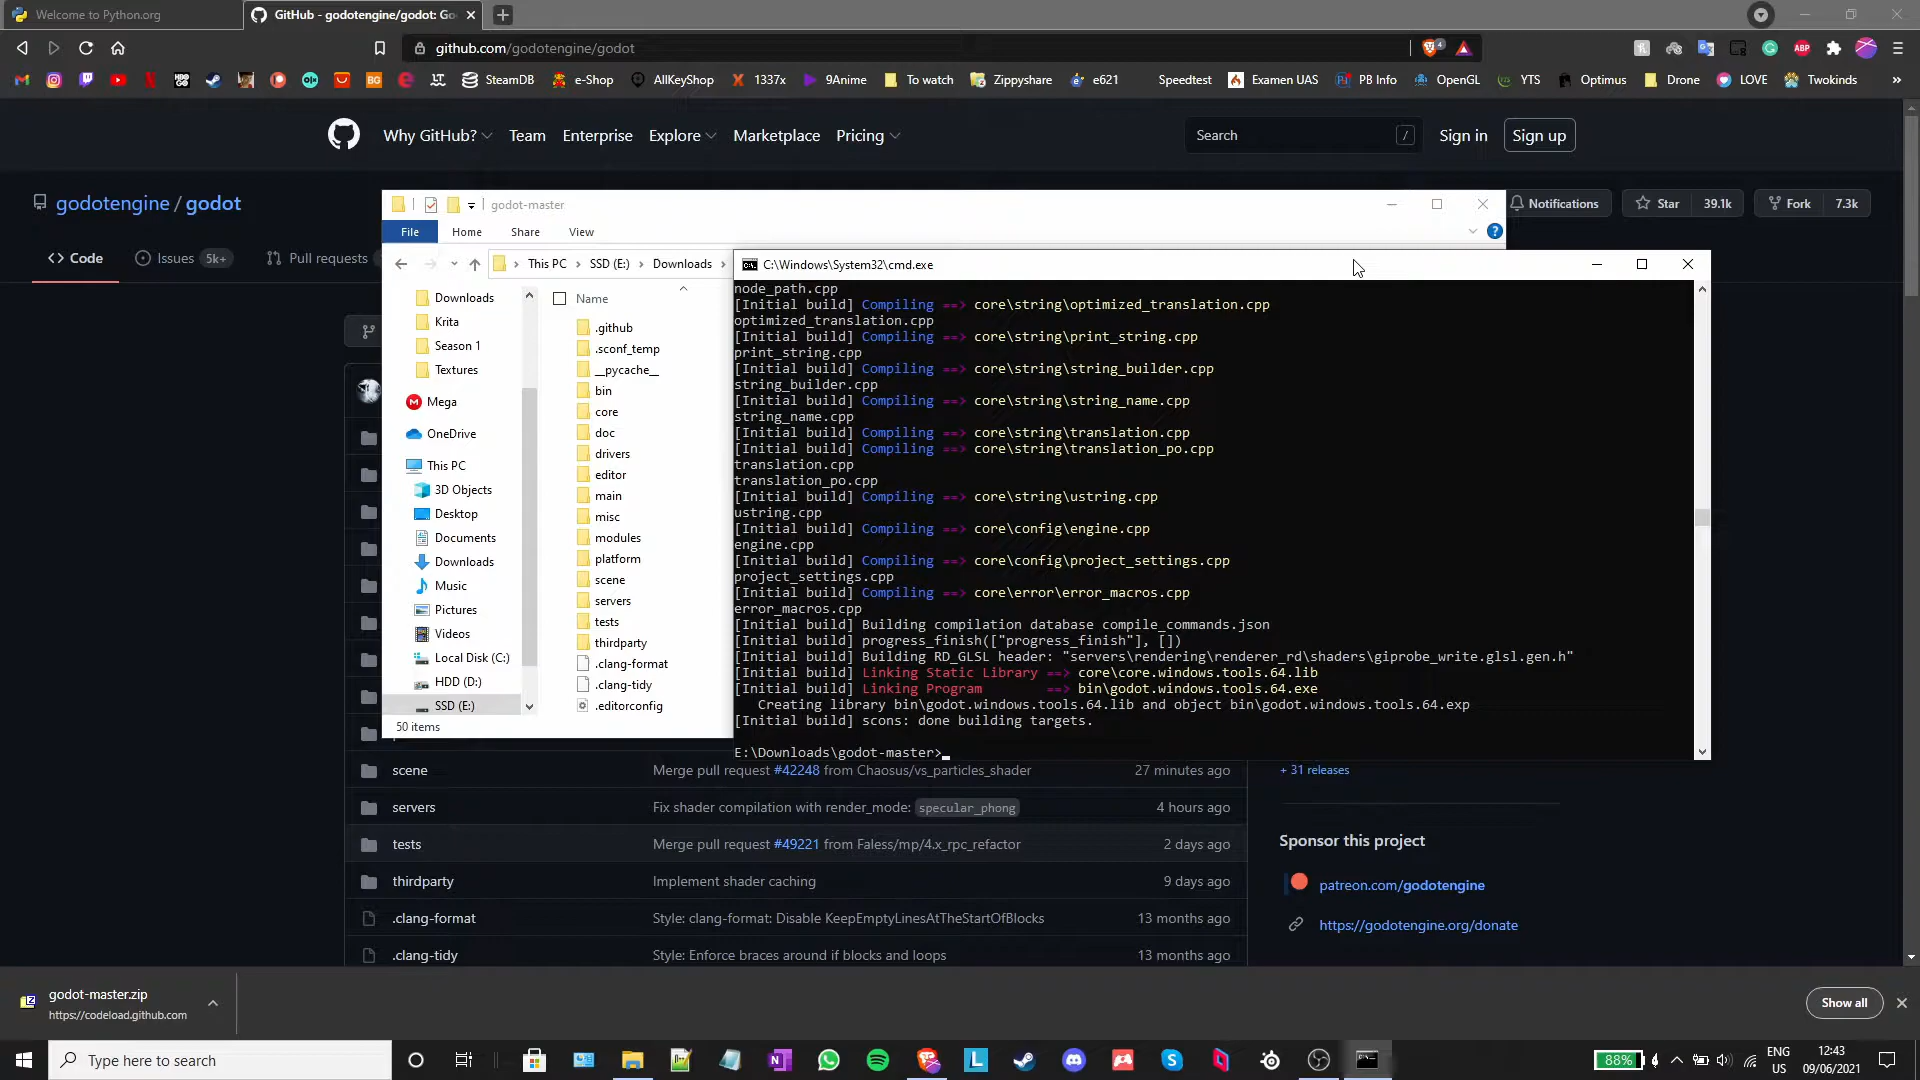 Welcome to Python.org
GitHub - godotengine/godot: Go
github.com/godotengine/godot
4
ABP
SteamDB
e-Shop
AllKeyShop
1337x
9Anime
To watch
Zippyshare
e621
Speedtest
Examen UAS
PB Info
OpenGL
YTS
Optimus
Drone
LOVE
Twokinds
»
Why GitHub?
Team
Enterprise
Explore
Marketplace
Pricing
Search
/
Sign in
Sign up
godotengine / godot
Notifications
Star 39.1k
Fork 7.3k
Code
Issues 5k+
Pull requests
godot-master
File
Home
Share
View
This PC > SSD (E:) > Downloads >
Downloads
Krita
Season 1
Textures
Mega
OneDrive
This PC
3D Objects
Desktop
Documents
Downloads
Music
Pictures
Videos
Local Disk (C:)
HDD (D:)
SSD (E:)
50 items
Name
.github
.sconf_temp
__pycache__
bin
core
doc
drivers
editor
main
misc
modules
platform
scene
servers
tests
thirdparty
.clang-format
.clang-tidy
.editorconfig
C:\Windows\System32\cmd.exe
node_path.cpp
[Initial build] Compiling ==> core\string\optimized_translation.cpp
optimized_translation.cpp
[Initial build] Compiling ==> core\string\print_string.cpp
print_string.cpp
[Initial build] Compiling ==> core\string\string_builder.cpp
string_builder.cpp
[Initial build] Compiling ==> core\string\string_name.cpp
string_name.cpp
[Initial build] Compiling ==> core\string\translation.cpp
[Initial build] Compiling ==> core\string\translation_po.cpp
translation.cpp
translation_po.cpp
[Initial build] Compiling ==> core\string\ustring.cpp
ustring.cpp
[Initial build] Compiling ==> core\config\engine.cpp
engine.cpp
[Initial build] Compiling ==> core\config\project_settings.cpp
project_settings.cpp
[Initial build] Compiling ==> core\error\error_macros.cpp
error_macros.cpp
[Initial build] Building compilation database compile_commands.json
[Initial build] progress_finish(["progress_finish"], [])
[Initial build] Building RD_GLSL header: "servers\rendering\renderer_rd\shaders\giprobe_write.glsl.gen.h"
[Initial build] Linking Static Library ==> core\core.windows.tools.64.lib
[Initial build] Linking Program ==> bin\godot.windows.tools.64.exe
Creating library bin\godot.windows.tools.64.lib and object bin\godot.windows.tools.64.exp
[Initial build] scons: done building targets.
E:\Downloads\godot-master>
scene
Merge pull request #42248 from Chaosus/vs_particles_shader
27 minutes ago
servers
Fix shader compilation with render_mode: specular_phong
4 hours ago
tests
Merge pull request #49221 from Faless/mp/4.x_rpc_refactor
2 days ago
thirdparty
Implement shader caching
9 days ago
.clang-format
Style: clang-format: Disable KeepEmptyLinesAtTheStartOfBlocks
13 months ago
.clang-tidy
Style: Enforce braces around if blocks and loops
13 months ago
+ 31 releases
Sponsor this project
patreon.com/godotengine
https://godotengine.org/donate
godot-master.zip
https://codeload.github.com
Show all
Type here to search
88%
ENG
US
12:43
09/06/2021